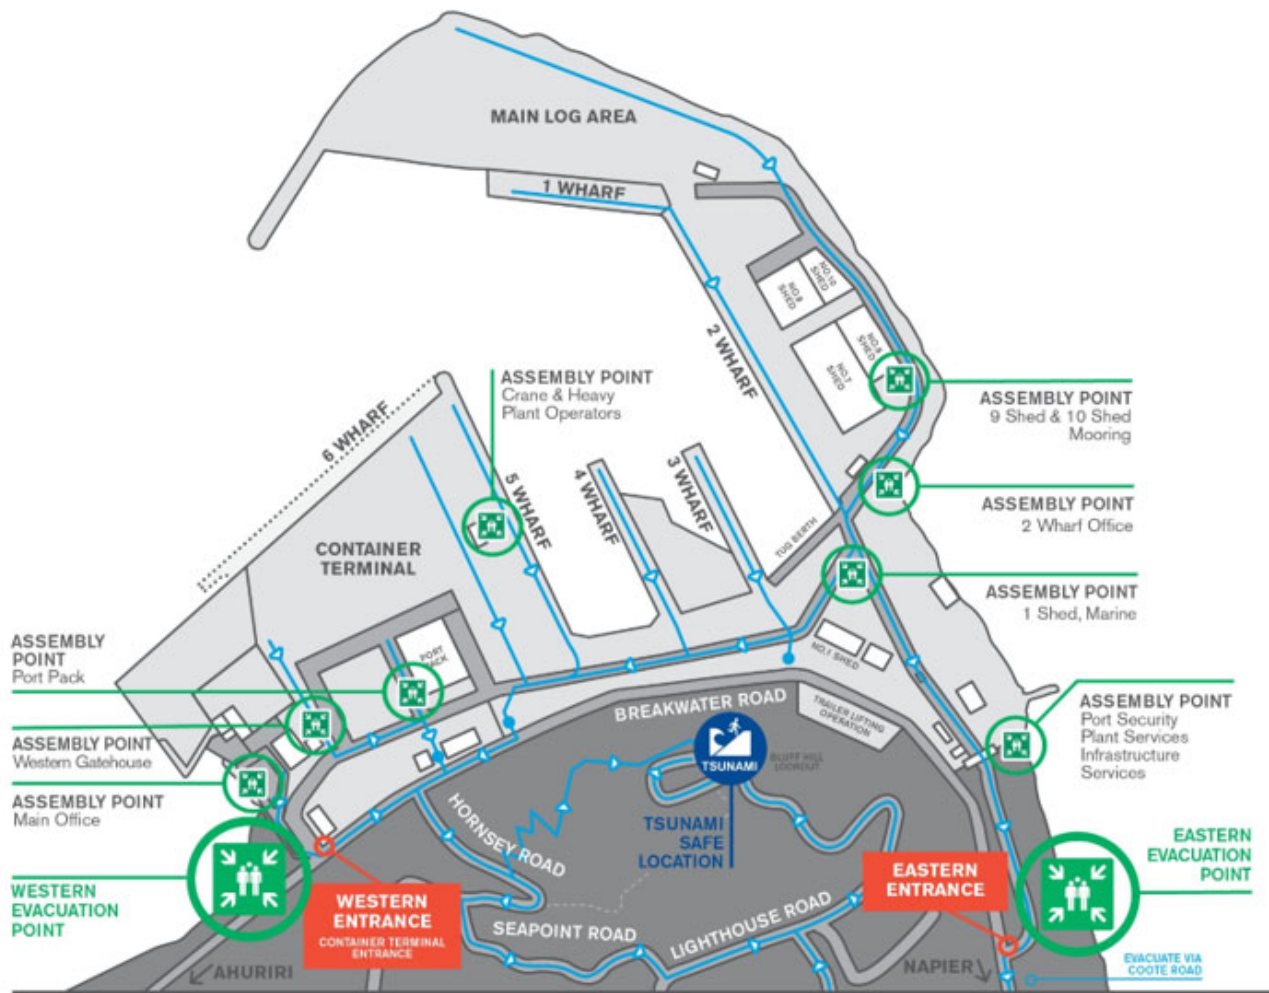 MAIN LOG AREA
1 WHARF
NO.10
SHED
NO.8
SHED
2 WHARF
NO.7
SHED
ASSEMBLY POINT
Crane & Heavy
Plant Operators
ASSEMBLY POINT
9 Shed & 10 Shed
Mooring
6 WHARF
5 WHARF
4 WHARF
3 WHARF
ASSEMBLY POINT
2 Wharf Office
TUG BERTH
CONTAINER
TERMINAL
ASSEMBLY POINT
1 Shed, Marine
ASSEMBLY
POINT
Port Pack
PORT
PACK
NO.1 SHED
BREAKWATER ROAD
TRAILER LIFTING
OPERATION
ASSEMBLY POINT
Port Security
Plant Services
Infrastructure
Services
ASSEMBLY POINT
Western Gatehouse
TSUNAMI
BLUFF HILL
LOOKOUT
ASSEMBLY POINT
Main Office
HORNSEY ROAD
TSUNAMI
SAFE
LOCATION
EASTERN
EVACUATION
POINT
EASTERN
ENTRANCE
WESTERN
EVACUATION
POINT
WESTERN
ENTRANCE
CONTAINER TERMINAL
ENTRANCE
SEAPOINT ROAD
LIGHTHOUSE ROAD
AHURIRI
NAPIER
EVACUATE VIA
COOTE ROAD